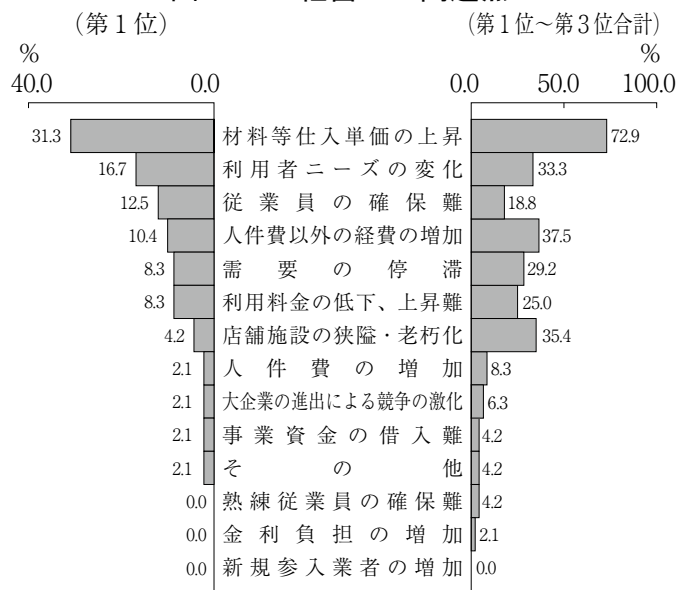 （第１位）
（第１位～第３位合計）
%
%
40.0
0.0
0.0
50.0
100.0
31.3 材料等仕入単価の上昇 72.9
16.7 利用者ニーズの変化 33.3
12.5 従業員の確保難 18.8
10.4 人件費以外の経費の増加 37.5
8.3 需要の停滞 29.2
8.3 利用料金の低下、上昇難 25.0
4.2 店舗施設の狭隘・老朽化 35.4
2.1 人件費の増加 8.3
2.1 大企業の進出による競争の激化 6.3
2.1 事業資金の借入難 4.2
2.1 その他 4.2
0.0 熟練従業員の確保難 4.2
0.0 金利負担の増加 2.1
0.0 新規参入業者の増加 0.0